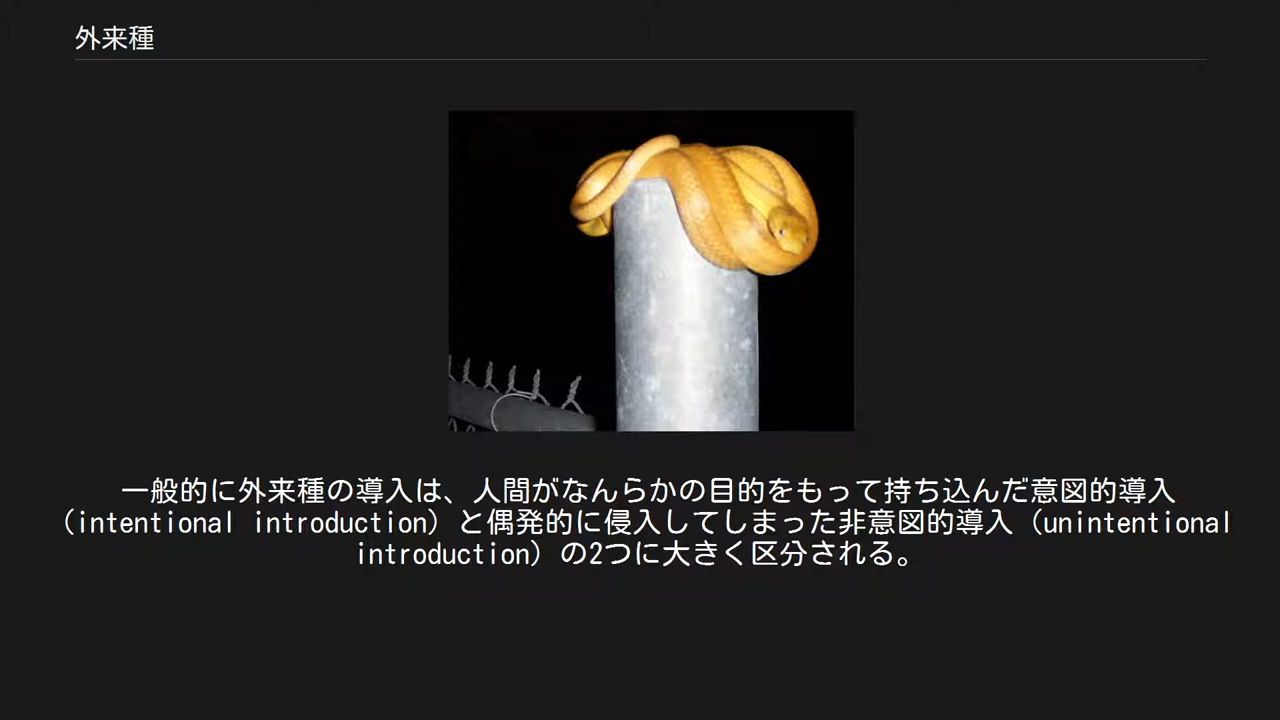 外来種
一般的に外来種の導入は、人間がなんらかの目的をもって持ち込んだ意図的導入
（intentional introduction）と偶発的に侵入してしまった非意図的導入（unintentional
introduction）の2つに大きく区分される。